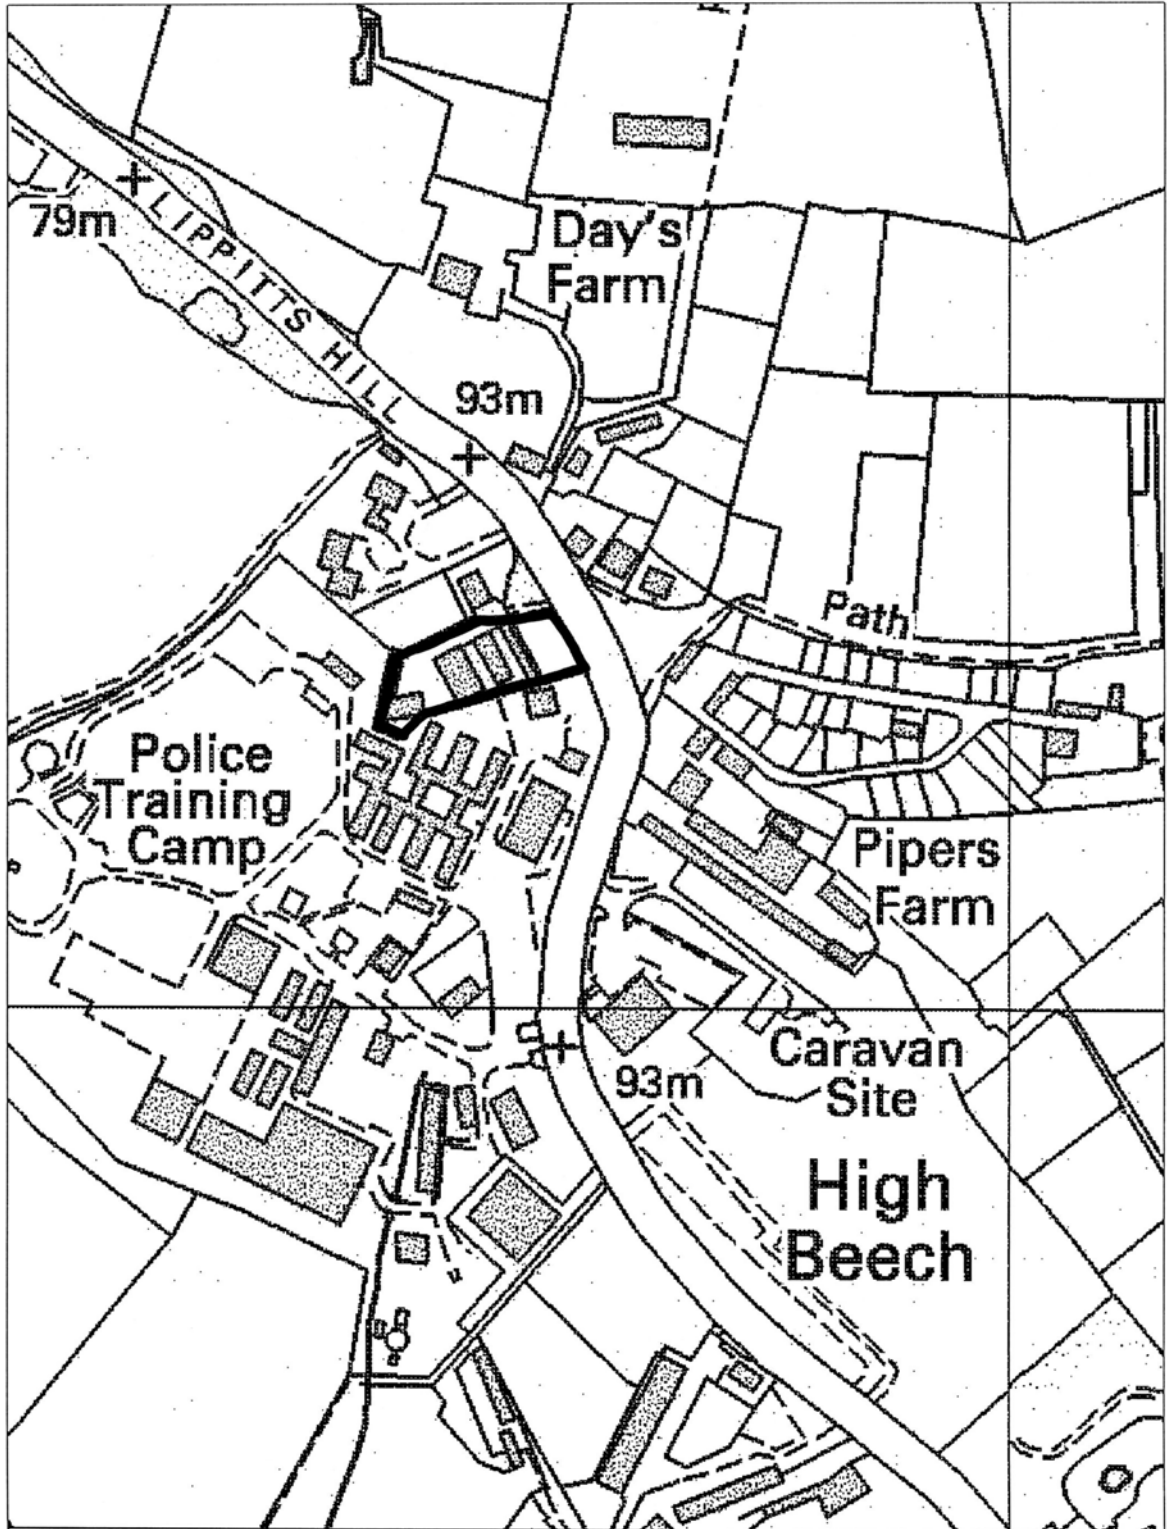 Day's
Farm
79m
LIPPITTS HILL
93m
Path
Police
Training
Camp
Pipers
Farm
Caravan
Site
93m
High
Beech